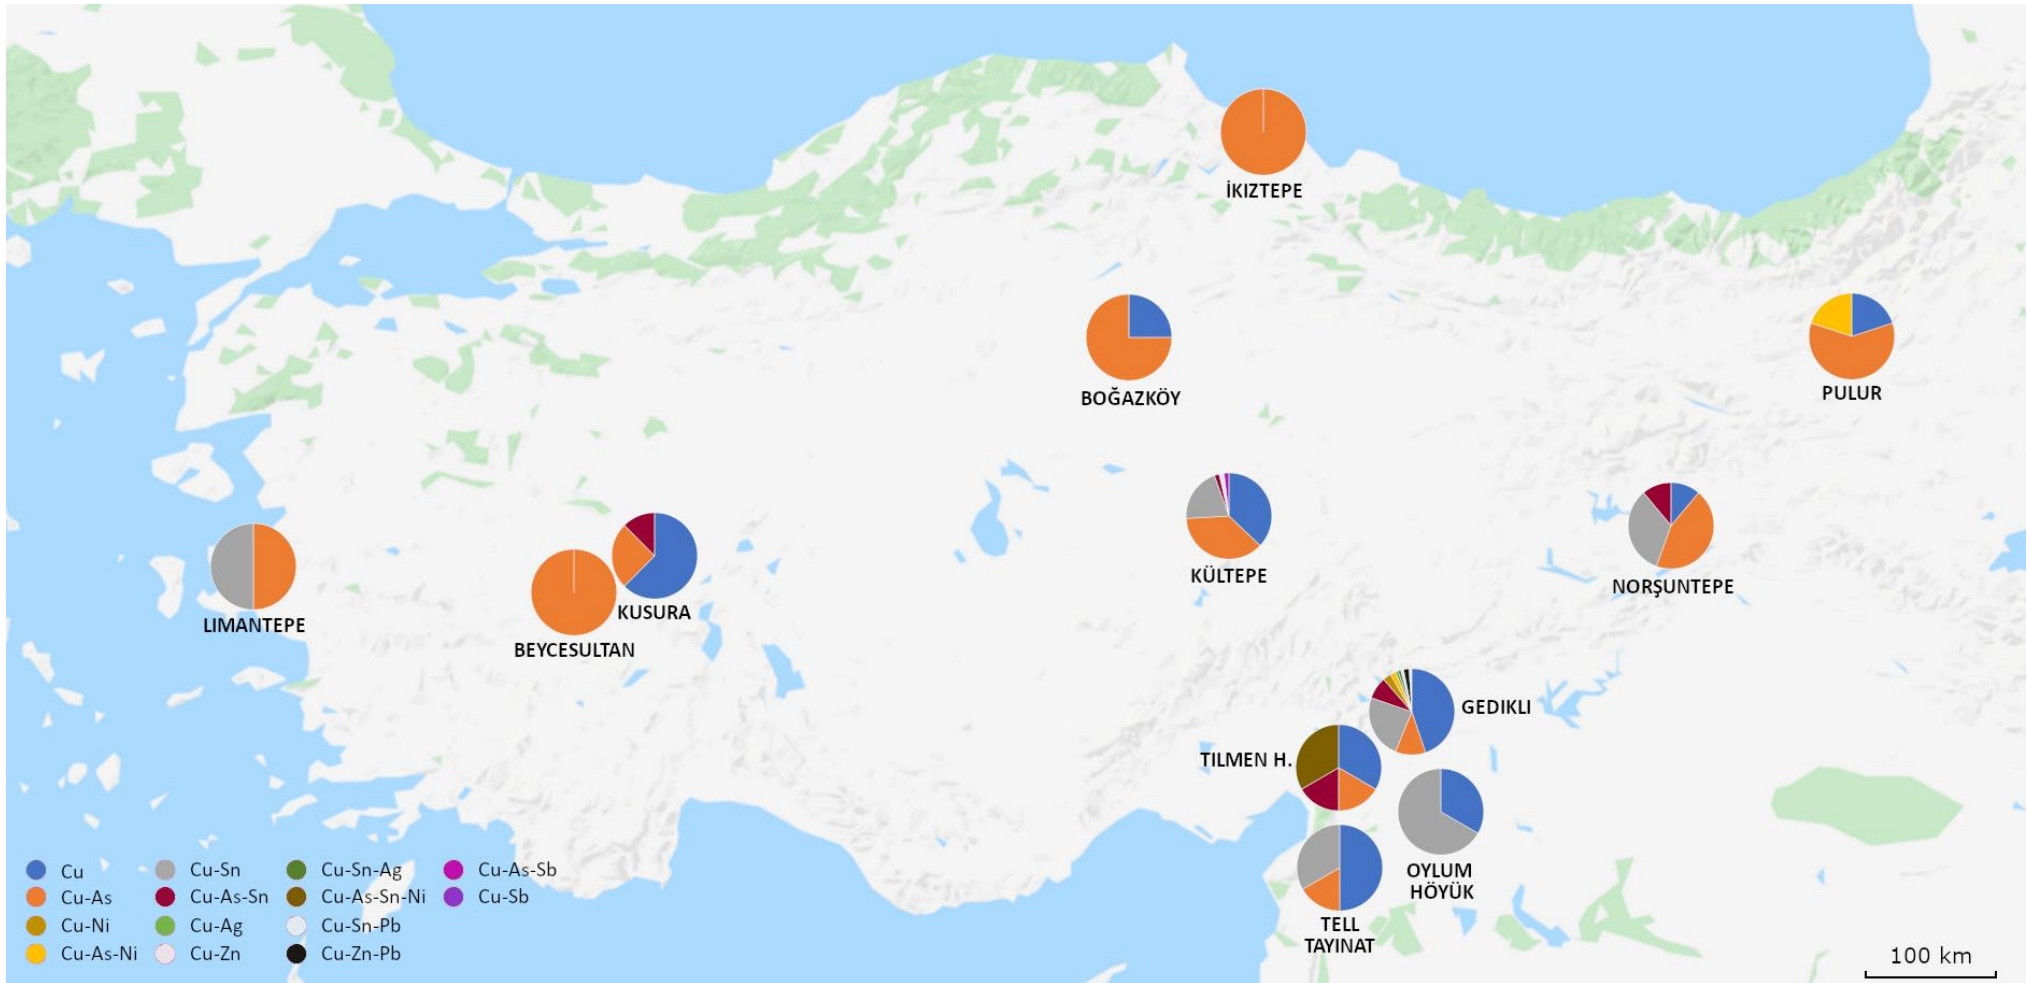 İKIZTEPE
BOĞAZKÖY
PULUR
KÜLTEPE
NORŞUNTEPE
LIMANTEPE
KUSURA
BEYCESULTAN
GEDIKLI
TILMEN H.
OYLUM
HÖYÜK
TELL
TAYINAT
Cu
Cu-As
Cu-Ni
Cu-As-Ni
Cu-Sn
Cu-As-Sn
Cu-Ag
Cu-Zn
Cu-Sn-Ag
Cu-As-Sn-Ni
Cu-Sn-Pb
Cu-Zn-Pb
Cu-As-Sb
Cu-Sb
100 km